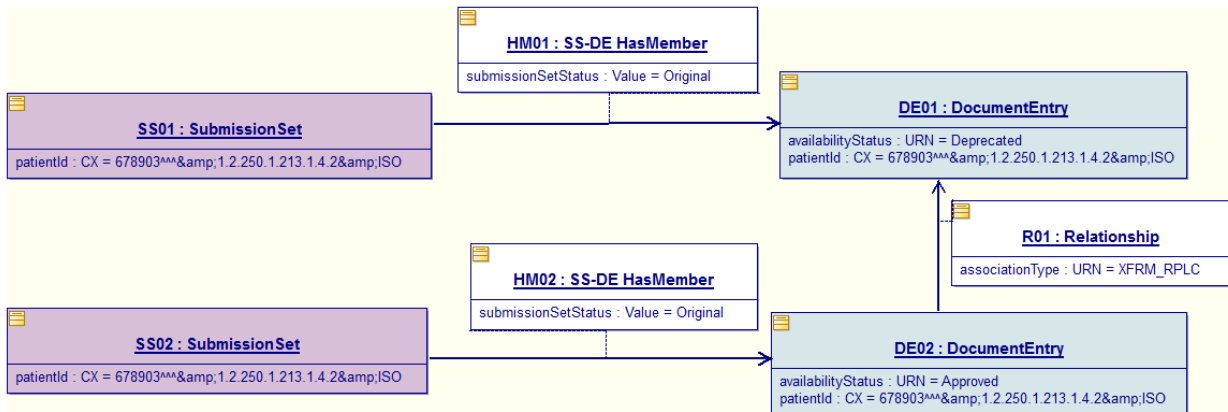 HM01 : SS-DE HasMember
submissionSetStatus : Value = Original
SS01 : SubmissionSet
patientId : CX = 678903^^^&amp;1.2.250.1.213.1.4.2&amp;ISO
DE01 : DocumentEntry
availabilityStatus : URN = Deprecated
patientId : CX = 678903^^^&amp;1.2.250.1.213.1.4.2&amp;ISO
R01 : Relationship
associationType : URN = XFRM_RPLC
HM02 : SS-DE HasMember
submissionSetStatus : Value = Original
SS02 : SubmissionSet
patientId : CX = 678903^^^&amp;1.2.250.1.213.1.4.2&amp;ISO
DE02 : DocumentEntry
availabilityStatus : URN = Approved
patientId : CX = 678903^^^&amp;1.2.250.1.213.1.4.2&amp;ISO